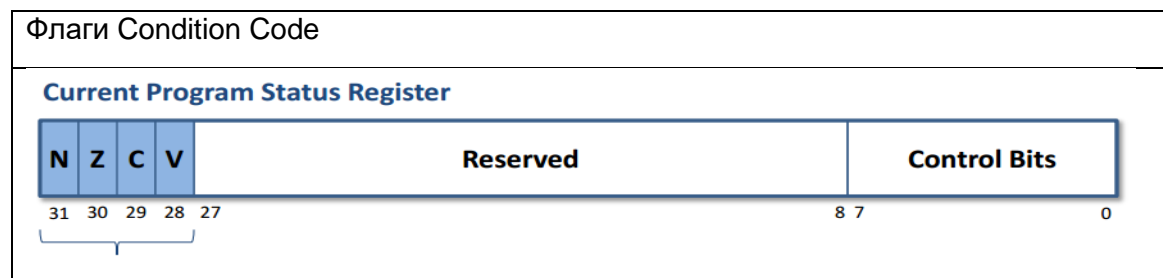 Флаги Condition Code
Current Program Status Register
N Z C V Reserved Control Bits
31 30 29 28 27 8 7 0